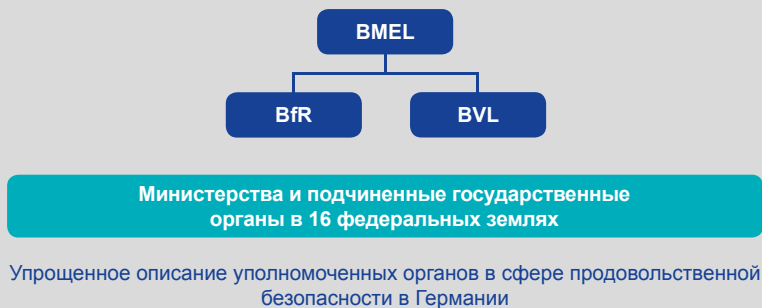 BMEL
BfR BVL
Министерства и подчиненные государственные
органы в 16 федеральных землях
Упрощенное описание уполномоченных органов в сфере продовольственной
безопасности в Германии